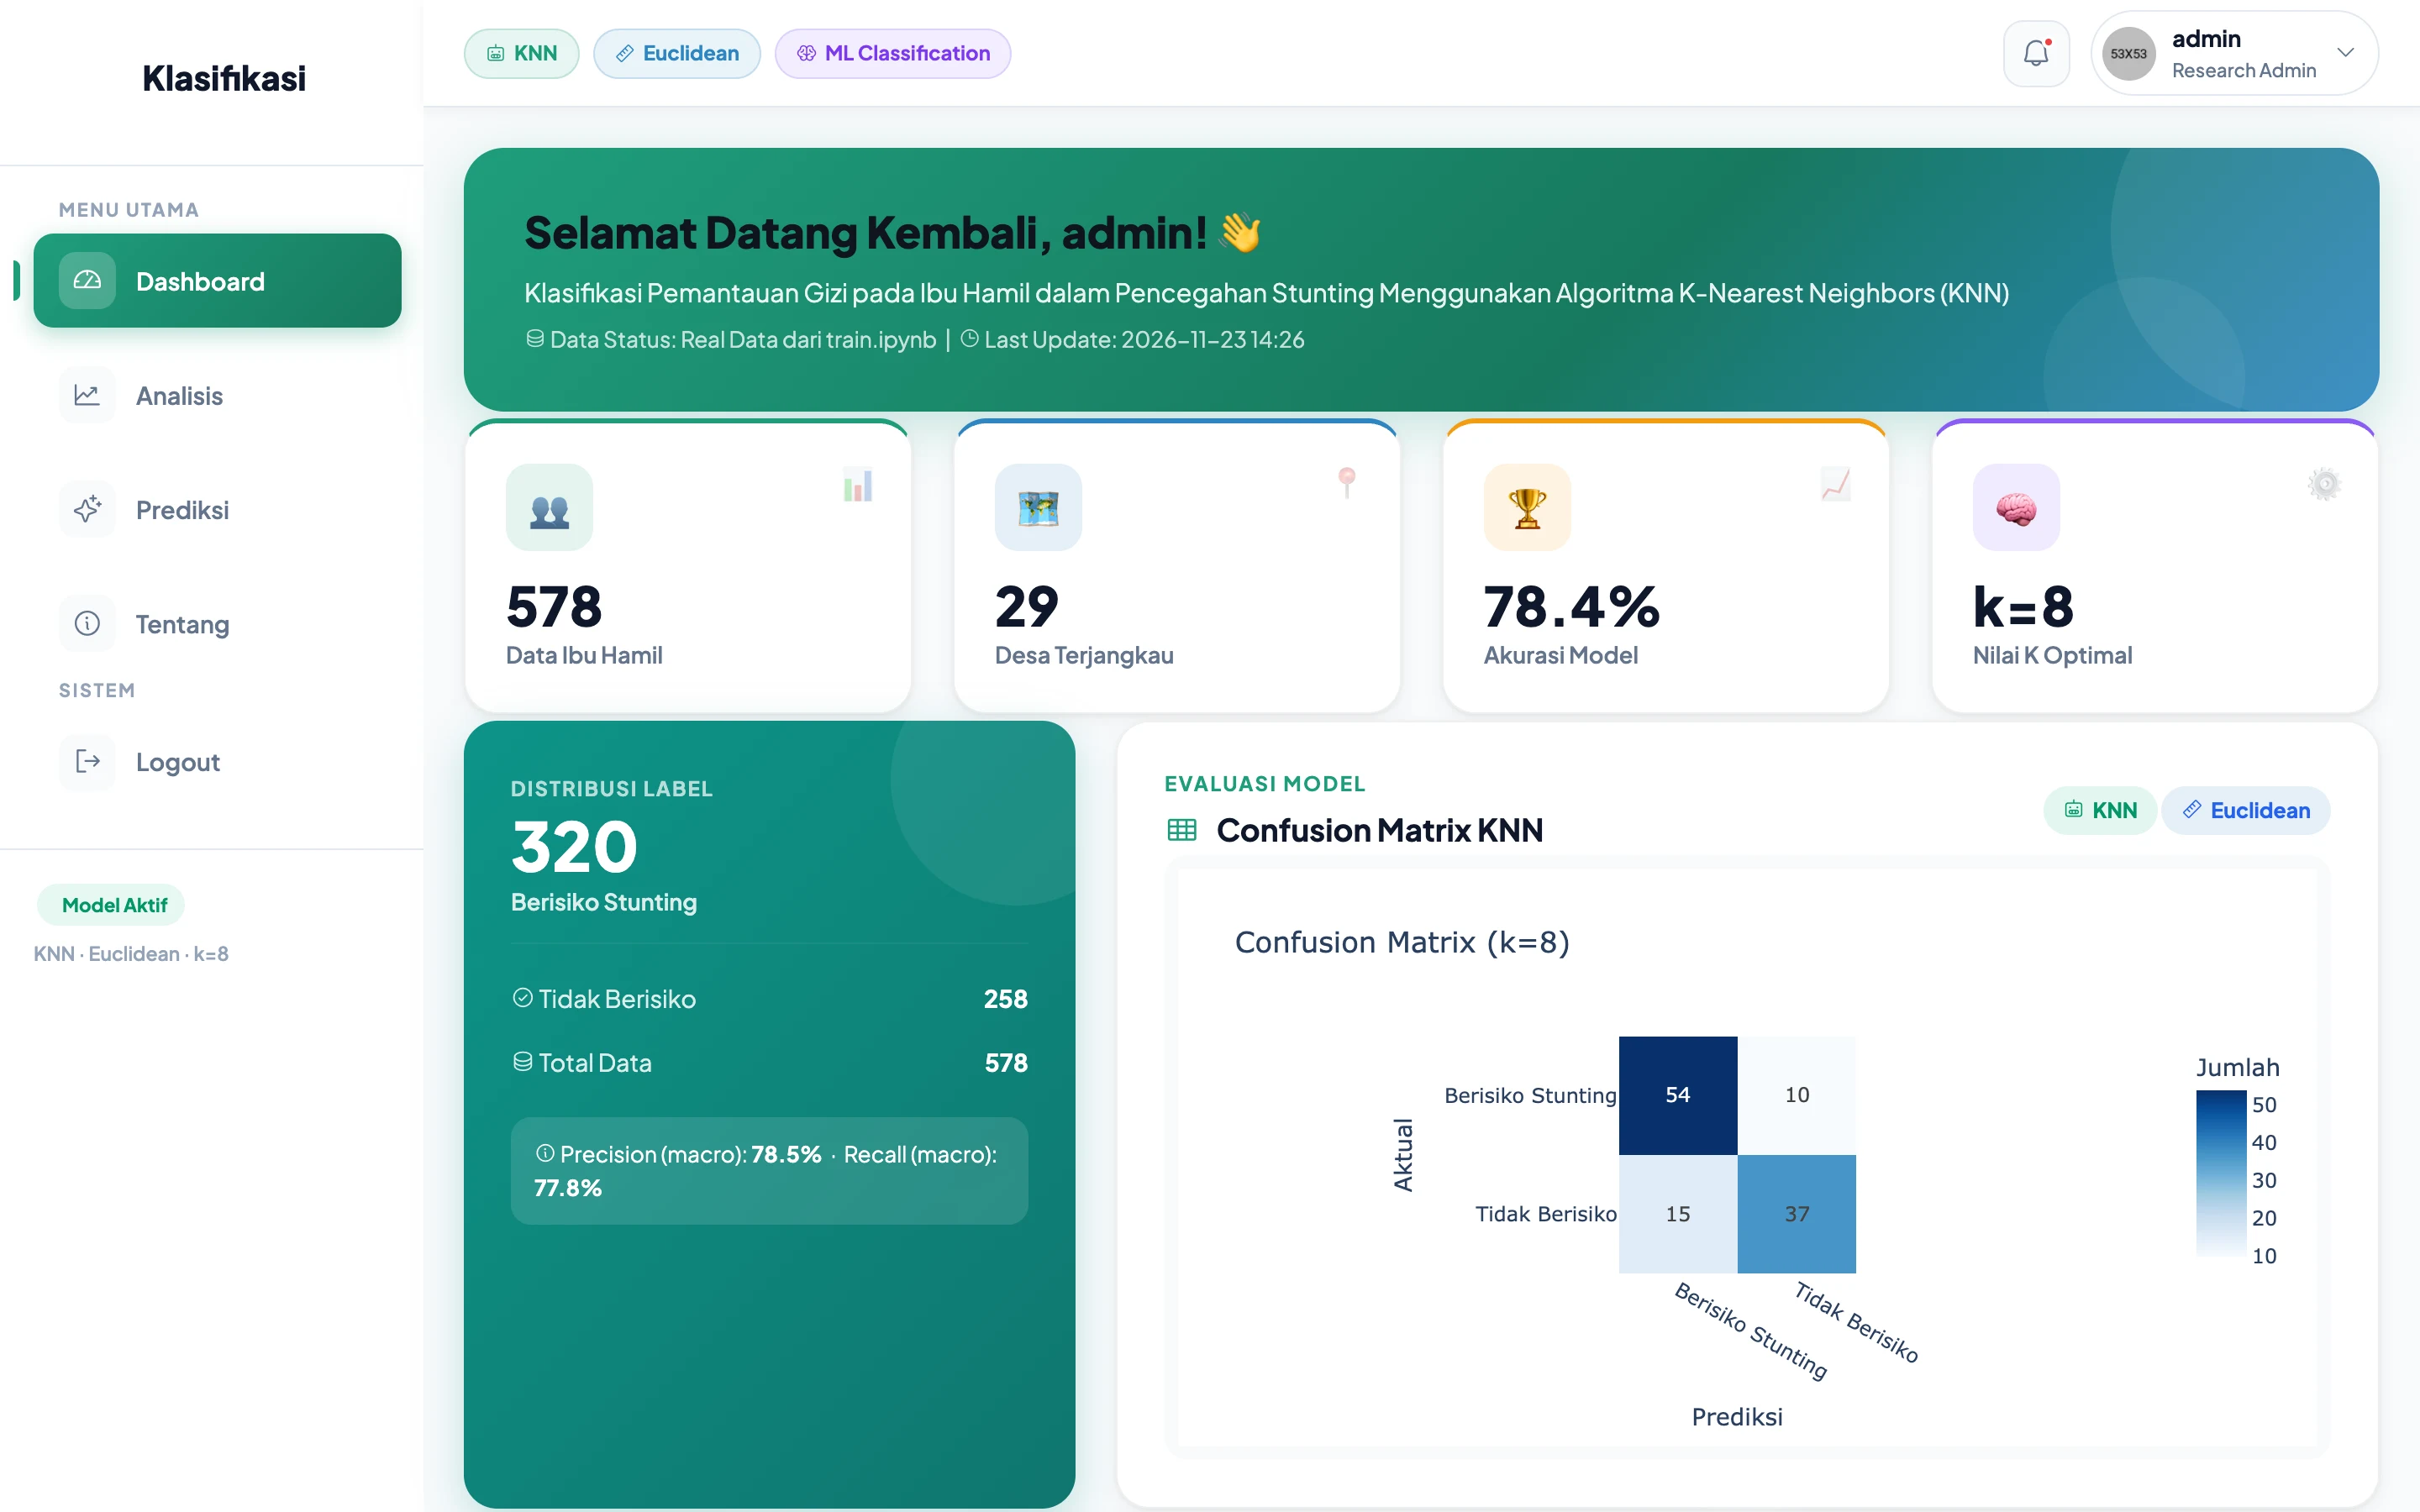 Klasifikasi
MENU UTAMA
Dashboard
Analisis
Prediksi
Tentang
SISTEM
Logout
Model Aktif
KNN · Euclidean · k=8
KNN
Euclidean
ML Classification
53X53
admin
Research Admin
Selamat Datang Kembali, admin! 👋
Klasifikasi Pemantauan Gizi pada Ibu Hamil dalam Pencegahan Stunting Menggunakan Algoritma K-Nearest Neighbors (KNN)
Data Status: Real Data dari train.ipynb | Last Update: 2026-11-23 14:26
578
Data Ibu Hamil
29
Desa Terjangkau
78.4%
Akurasi Model
k=8
Nilai K Optimal
DISTRIBUSI LABEL
320
Berisiko Stunting
Tidak Berisiko 258
Total Data 578
Precision (macro): 78.5% · Recall (macro):
77.8%
EVALUASI MODEL
Confusion Matrix KNN
KNN
Euclidean
Confusion Matrix (k=8)
Aktual
Berisiko Stunting 54 10
Tidak Berisiko 15 37
Berisiko Stunting
Tidak Berisiko
Prediksi
Jumlah
50
40
30
20
10